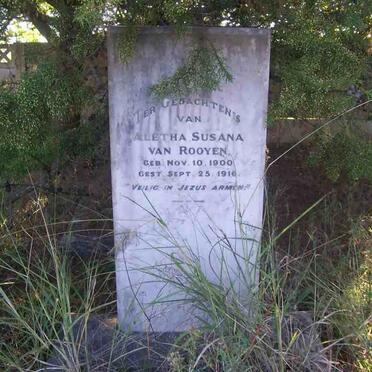 Ter Gedachtenis
van
Aletha Susana
van Rooyen.
Geb. Nov. 10. 1900
Gest. Sept. 25. 1916.
"Veilig in Jezus armen."